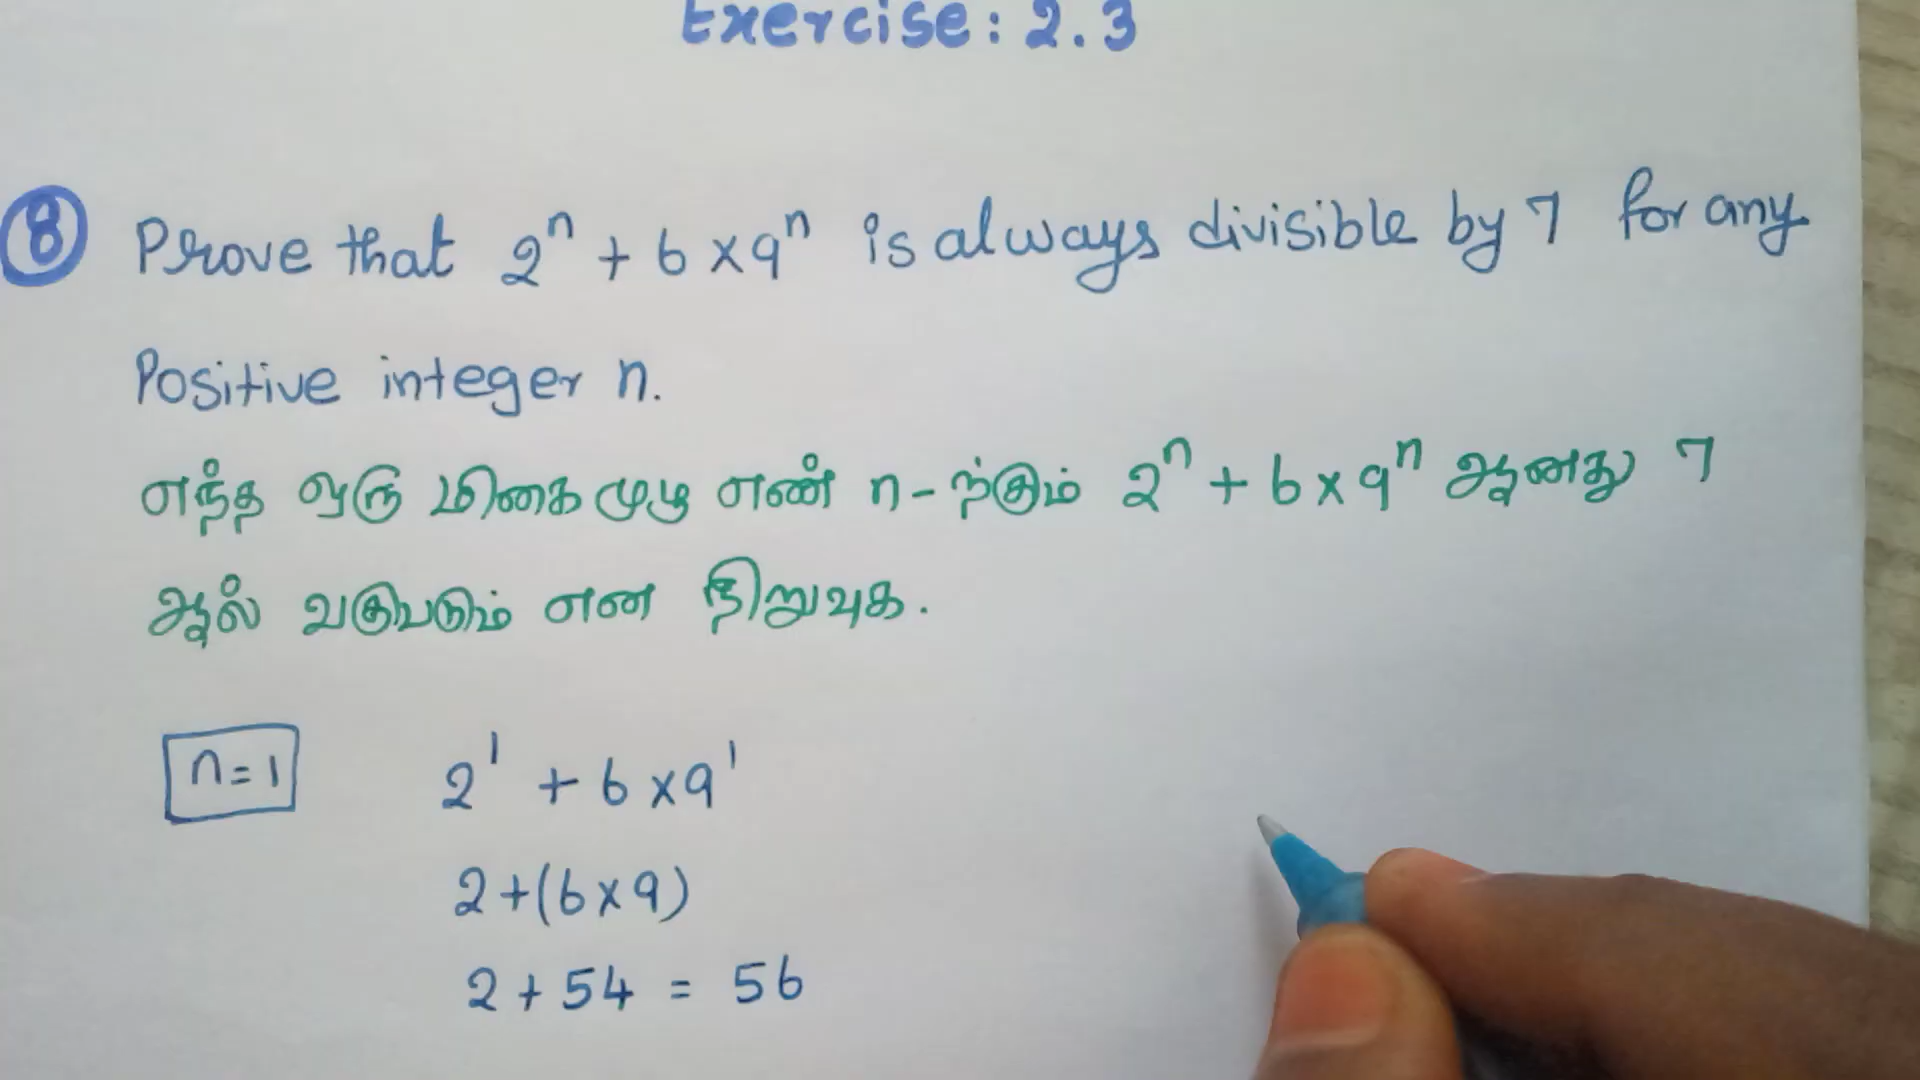 Exercise: 2.3
8 Prove that 2ⁿ + 6 × 9ⁿ is always divisible by 7 for any
Positive integer n.
எந்த ஒரு மிகை முழு எண் n - ற்கும் 2ⁿ + 6 × 9ⁿ ஆனது 7
ஆல் வகுபடும் என நிறுவுக.
n = 1 2¹ + 6 × 9¹
2 + (6 × 9)
2 + 54 = 56